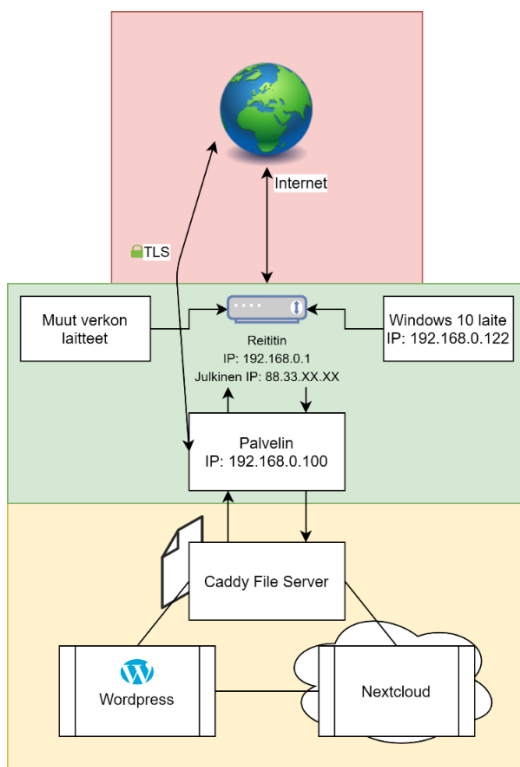 Internet
TLS
Muut verkon
laitteet
Reititin
IP: 192.168.0.1
Julkinen IP: 88.33.XX.XX
Windows 10 laite
IP: 192.168.0.122
Palvelin
IP: 192.168.0.100
Caddy File Server
Wordpress
Nextcloud